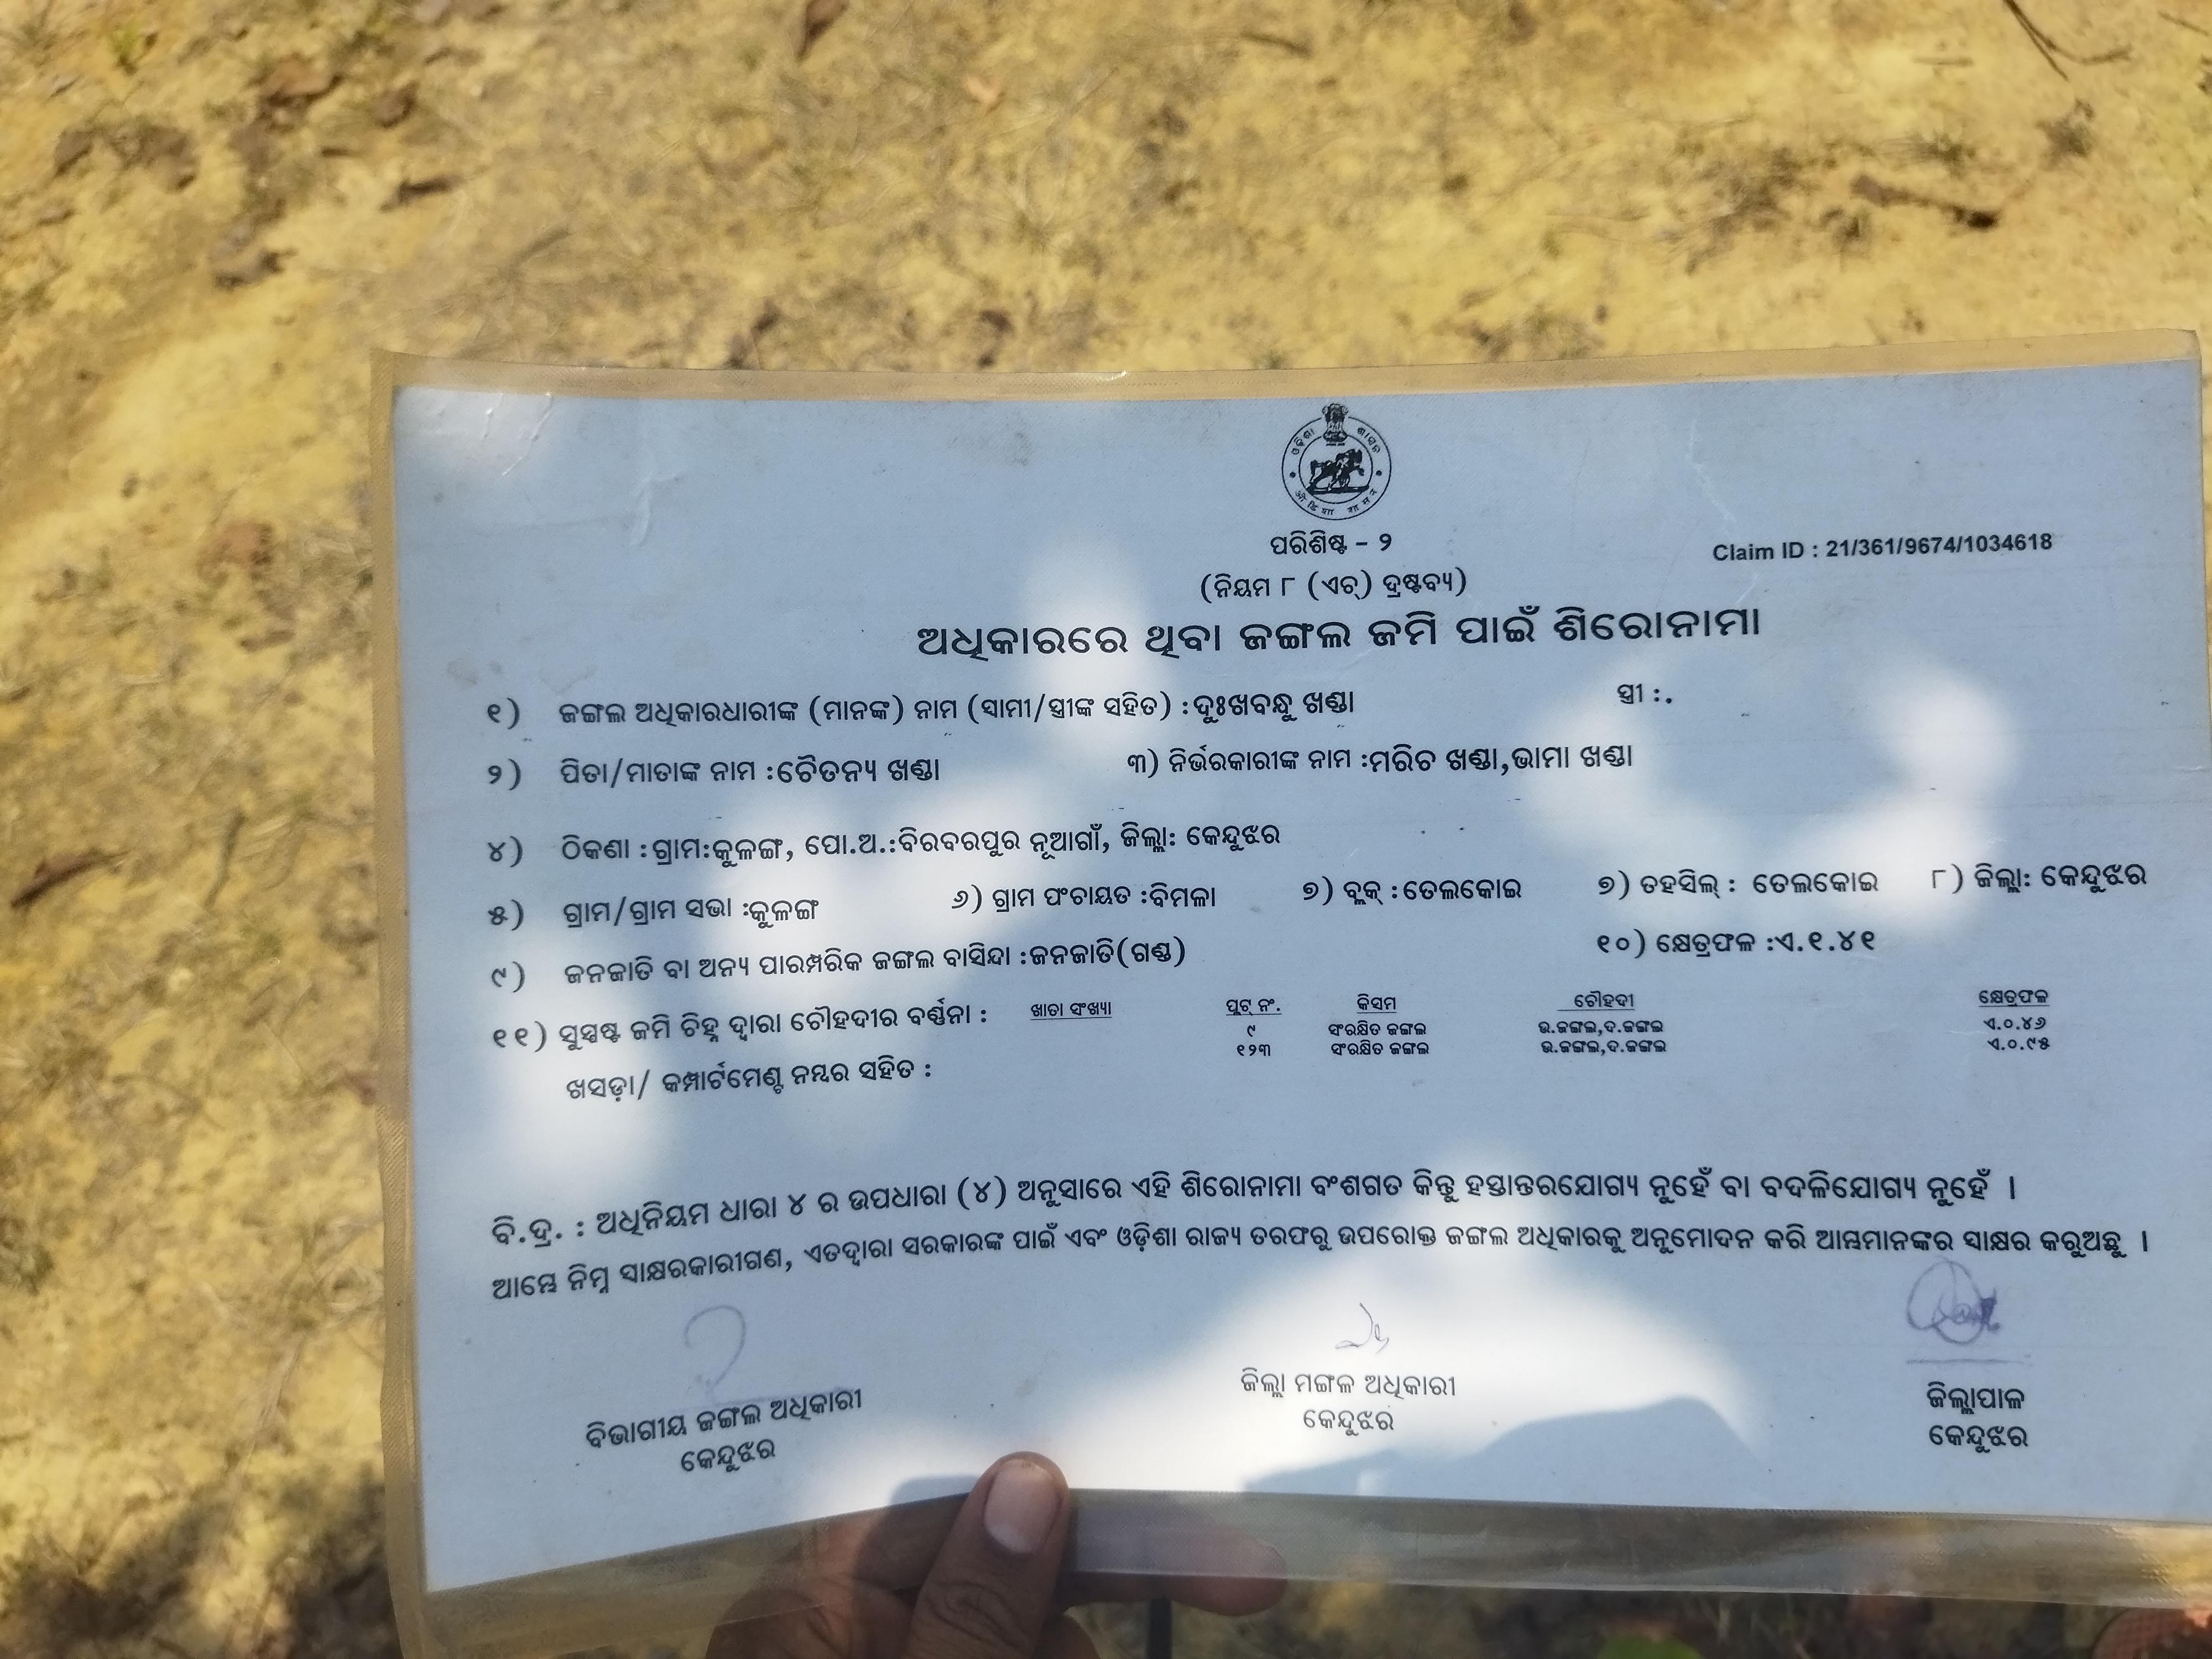 ଓଡ଼ିଶା ଶାସନ
ओडिशा शासन
ପରିଶିଷ୍ଟ - ୨
Claim ID : 21/361/9674/1034618
(ନିୟମ ୮ (ଏଚ୍) ଦ୍ରଷ୍ଟବ୍ୟ)
ଅଧିକାରରେ ଥିବା ଜଙ୍ଗଲ ଜମି ପାଇଁ ଶିରୋନାମା
୧) ଜଙ୍ଗଲ ଅଧିକାରଧାରୀଙ୍କ (ମାନଙ୍କ) ନାମ (ସ୍ୱାମୀ/ସ୍ତ୍ରୀଙ୍କ ସହିତ) :ଦୁଃଖବନ୍ଧୁ ଖଣ୍ଡା ସ୍ତ୍ରୀ :.
୨) ପିତା/ମାତାଙ୍କ ନାମ :ଚୈତନ୍ୟ ଖଣ୍ଡା ୩) ନିର୍ଭରକାରୀଙ୍କ ନାମ :ମରିଚ ଖଣ୍ଡା,ଭାମା ଖଣ୍ଡା
୪) ଠିକଣା :ଗ୍ରାମ:କୁଳଙ୍ଗ, ପୋ.ଅ.:ବିରବରପୁର ନୂଆଗାଁ, ଜିଲ୍ଲା: କେନ୍ଦୁଝର
୫) ଗ୍ରାମ/ଗ୍ରାମ ସଭା :କୁଳଙ୍ଗ ୬) ଗ୍ରାମ ପଂଚାୟତ :ବିମଳା ୭) ବ୍ଲକ୍ :ତେଲକୋଇ ୭) ତହସିଲ୍ : ତେଲକୋଇ ୮) ଜିଲ୍ଲା: କେନ୍ଦୁଝର
୯) ଜନଜାତି ବା ଅନ୍ୟ ପାରମ୍ପରିକ ଜଙ୍ଗଲ ବାସିନ୍ଦା :ଜନଜାତି(ଗଣ୍ଡ) ୧୦) କ୍ଷେତ୍ରଫଳ :ଏ.୧.୪୧
୧୧) ସୁସ୍ପଷ୍ଟ ଜମି ଚିହ୍ନ ଦ୍ୱାରା ଚୌହଦୀର ବର୍ଣ୍ଣନା : ଖାତା ସଂଖ୍ୟା ପ୍ଲଟ୍ ନଂ. କିସମ ଚୌହଦୀ କ୍ଷେତ୍ରଫଳ
୯ ସଂରକ୍ଷିତ ଜଙ୍ଗଲ ଉ.ଜଙ୍ଗଲ,ଦ.ଜଙ୍ଗଲ ଏ.୦.୪୬
୧୨୩ ସଂରକ୍ଷିତ ଜଙ୍ଗଲ ଉ.ଜଙ୍ଗଲ,ଦ.ଜଙ୍ଗଲ ଏ.୦.୯୫
ଖସଡ଼ା/ କମ୍ପାର୍ଟମେଣ୍ଟ ନମ୍ବର ସହିତ :
ବି.ଦ୍ର. : ଅଧିନିୟମ ଧାରା ୪ ର ଉପଧାରା (୪) ଅନୁସାରେ ଏହି ଶିରୋନାମା ବଂଶଗତ କିନ୍ତୁ ହସ୍ତାନ୍ତରଯୋଗ୍ୟ ନୁହେଁ ବା ବଦଳିଯୋଗ୍ୟ ନୁହେଁ ।
ଆମ୍ଭେ ନିମ୍ନ ସାକ୍ଷରକାରୀଗଣ, ଏତଦ୍ୱାରା ସରକାରଙ୍କ ପାଇଁ ଏବଂ ଓଡ଼ିଶା ରାଜ୍ୟ ତରଫରୁ ଉପରୋକ୍ତ ଜଙ୍ଗଲ ଅଧିକାରକୁ ଅନୁମୋଦନ କରି ଆମ୍ଭମାନଙ୍କର ସାକ୍ଷର କରୁଅଛୁ ।
ବିଭାଗୀୟ ଜଙ୍ଗଲ ଅଧିକାରୀ
କେନ୍ଦୁଝର
ଜିଲ୍ଲା ମଙ୍ଗଳ ଅଧିକାରୀ
କେନ୍ଦୁଝର
ଜିଲ୍ଲାପାଳ
କେନ୍ଦୁଝର